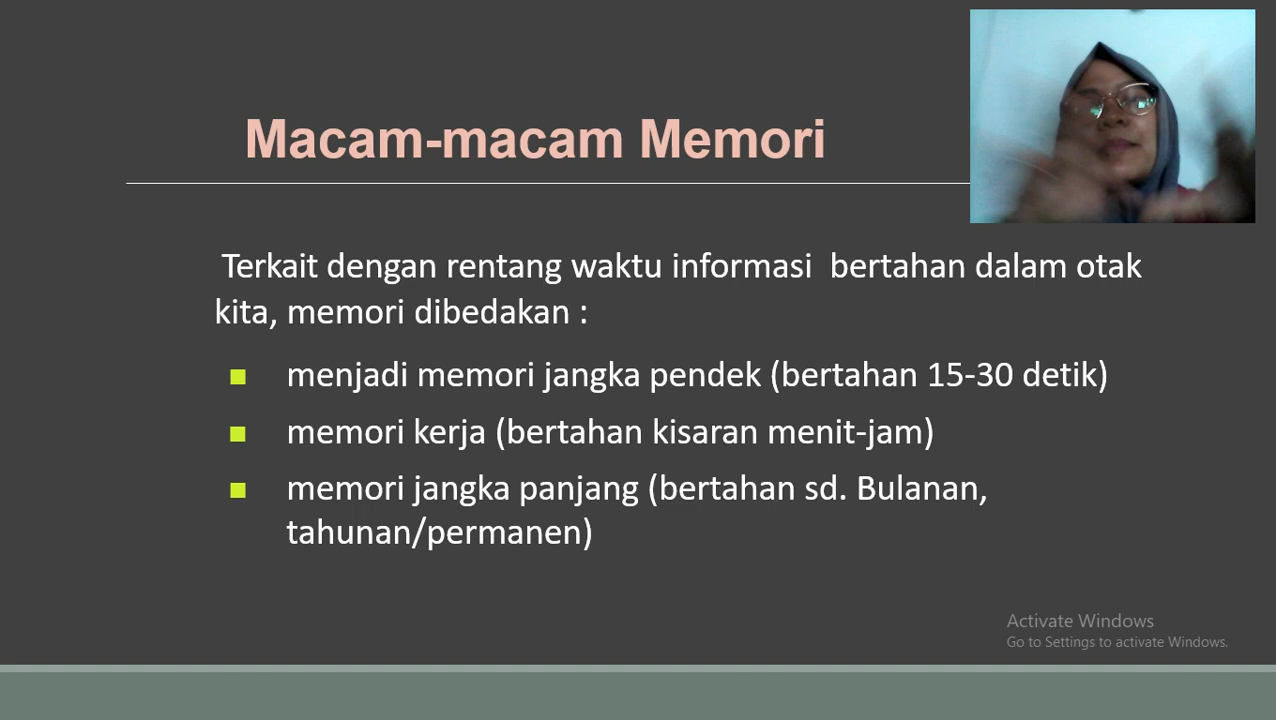 Macam-macam Memori
Terkait dengan rentang waktu informasi bertahan dalam otak
kita, memori dibedakan :
menjadi memori jangka pendek (bertahan 15-30 detik)
memori kerja (bertahan kisaran menit-jam)
memori jangka panjang (bertahan sd. Bulanan,
tahunan/permanen)
Activate Windows
Go to Settings to activate Windows.